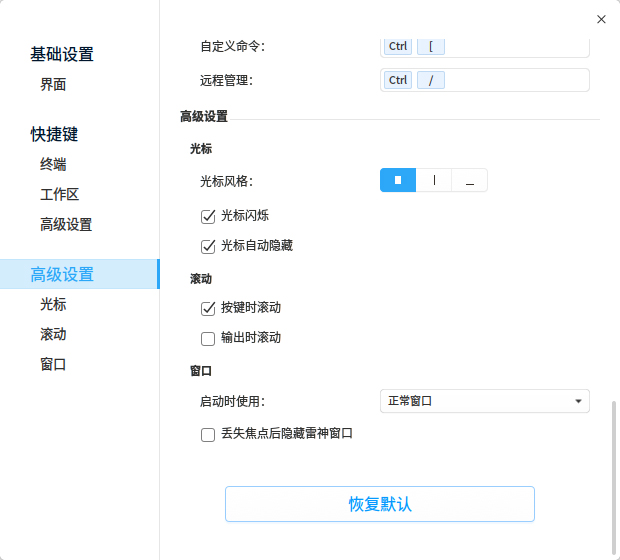 基础设置
界面
快捷键
终端
工作区
高级设置
高级设置
光标
滚动
窗口
自定义命令: Ctrl [
远程管理: Ctrl /
高级设置
光标
光标风格:
光标闪烁
光标自动隐藏
滚动
按键时滚动
输出时滚动
窗口
启动时使用: 正常窗口
丢失焦点后隐藏雷神窗口
恢复默认